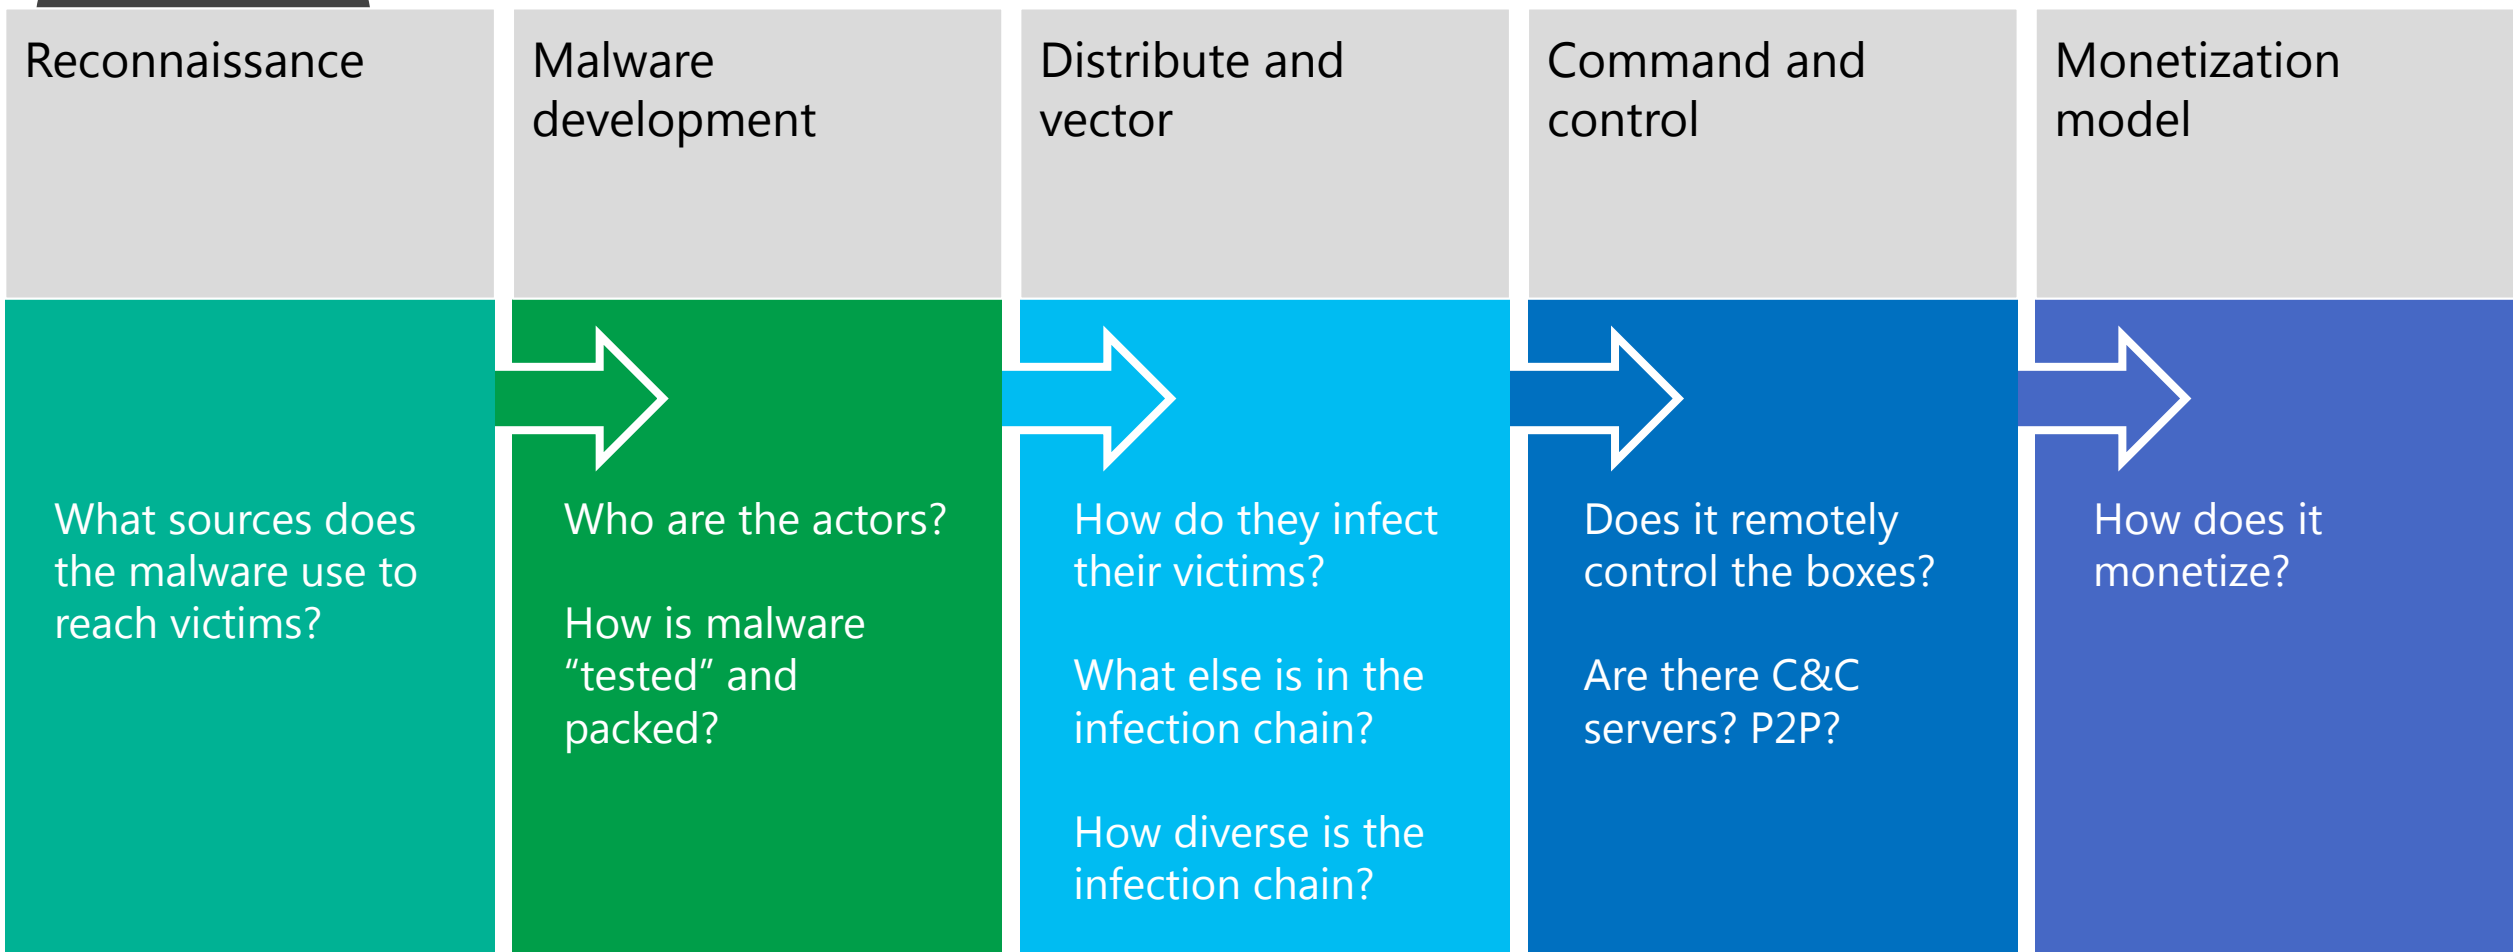 Reconnaissance
Malware
development
Distribute and
vector
Command and
control
Monetization
model
What sources does
the malware use to
reach victims?
Who are the actors?
How is malware
“tested” and
packed?
How do they infect
their victims?
What else is in the
infection chain?
How diverse is the
infection chain?
Does it remotely
control the boxes?
Are there C&C
servers? P2P?
How does it
monetize?